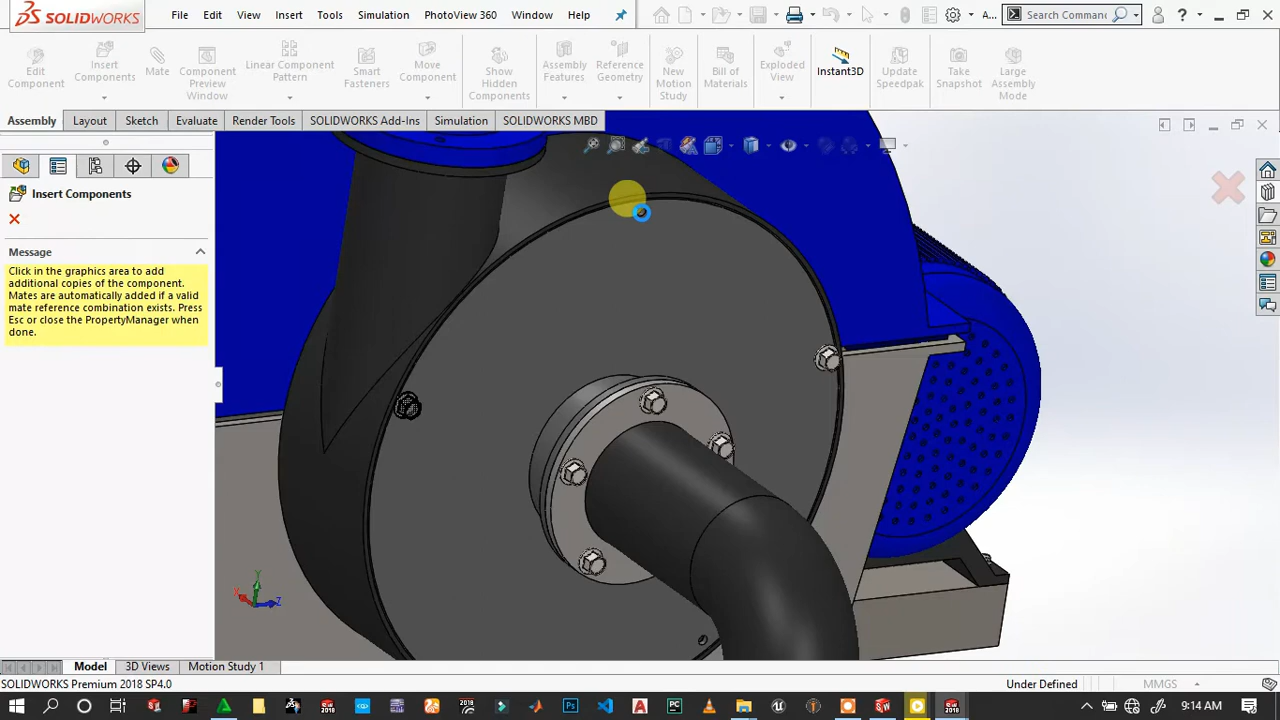 SOLIDWORKS
File Edit View Insert Tools Simulation PhotoView 360 Window Help
A...
Search Comman
?
Edit Component
Insert Components
Mate
Component Preview Window
Linear Component Pattern
Smart Fasteners
Move Component
Show Hidden Components
Assembly Features
Reference Geometry
New Motion Study
Bill of Materials
Exploded View
Instant3D
Update Speedpak
Take Snapshot
Large Assembly Mode
Assembly Layout Sketch Evaluate Render Tools SOLIDWORKS Add-Ins Simulation SOLIDWORKS MBD
Insert Components
Message
Click in the graphics area to add
additional copies of the component.
Mates are automatically added if a valid
mate reference combination exists. Press
Esc or close the PropertyManager when
done.
Y
X
Z
Model 3D Views Motion Study 1
SOLIDWORKS Premium 2018 SP4.0
Under Defined
MMGS
9:14 AM